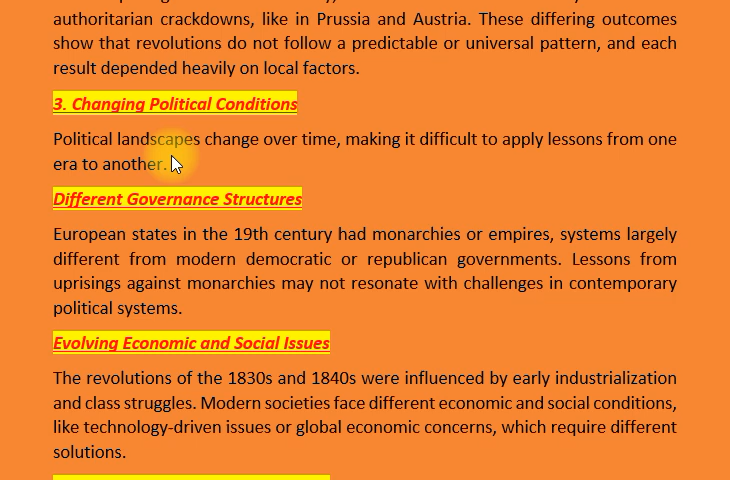 authoritarian crackdowns, like in Prussia and Austria. These differing outcomes
show that revolutions do not follow a predictable or universal pattern, and each
result depended heavily on local factors.
3. Changing Political Conditions
Political landscapes change over time, making it difficult to apply lessons from one
era to another.
Different Governance Structures
European states in the 19th century had monarchies or empires, systems largely
different from modern democratic or republican governments. Lessons from
uprisings against monarchies may not resonate with challenges in contemporary
political systems.
Evolving Economic and Social Issues
The revolutions of the 1830s and 1840s were influenced by early industrialization
and class struggles. Modern societies face different economic and social conditions,
like technology-driven issues or global economic concerns, which require different
solutions.